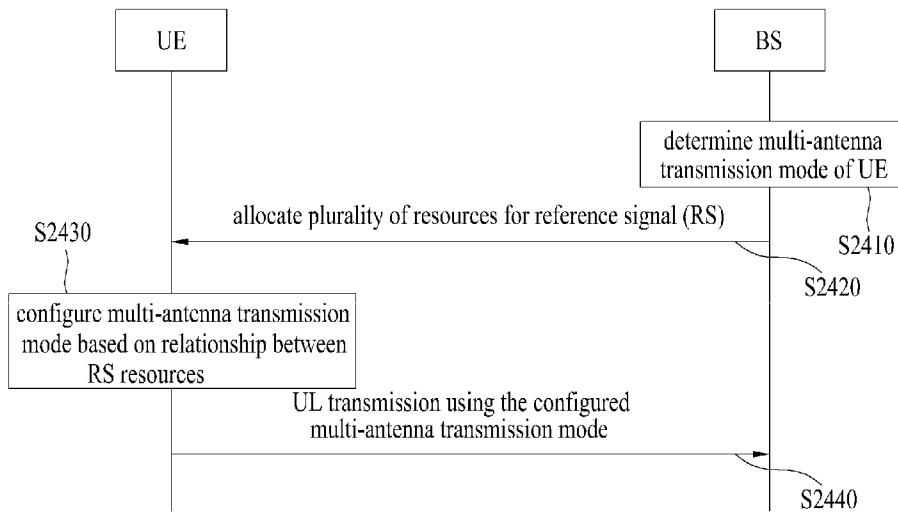 UE
BS
determine multi-antenna
transmission mode of UE
allocate plurality of resources for reference signal (RS)
S2430
S2410
S2420
configure multi-antenna transmission
mode based on relationship between
RS resources
UL transmission using the configured
multi-antenna transmission mode
S2440